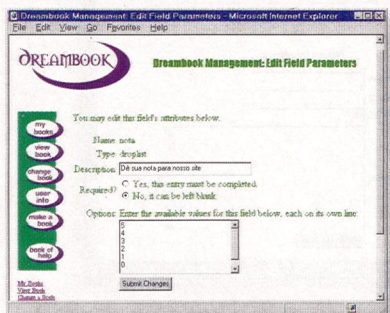 Dreambook Management: Edit Field Parameters - Microsoft Internet Explorer
File Edit View Go Favorites Help
DREAMBOOK
Dreambook Management: Edit Field Parameters
my books
view book
change book
user info
make a book
book of help
You may edit this field's attributes below.
Name: nota
Type: droplist
Description: Dê sua nota para nosso site
Required? Yes, this entry must be completed.
No, it can be left blank.
Options: Enter the available values for this field below, each on its own line:
5
4
3
2
1
0
Submit Changes
My Books
View Book
Change a Book